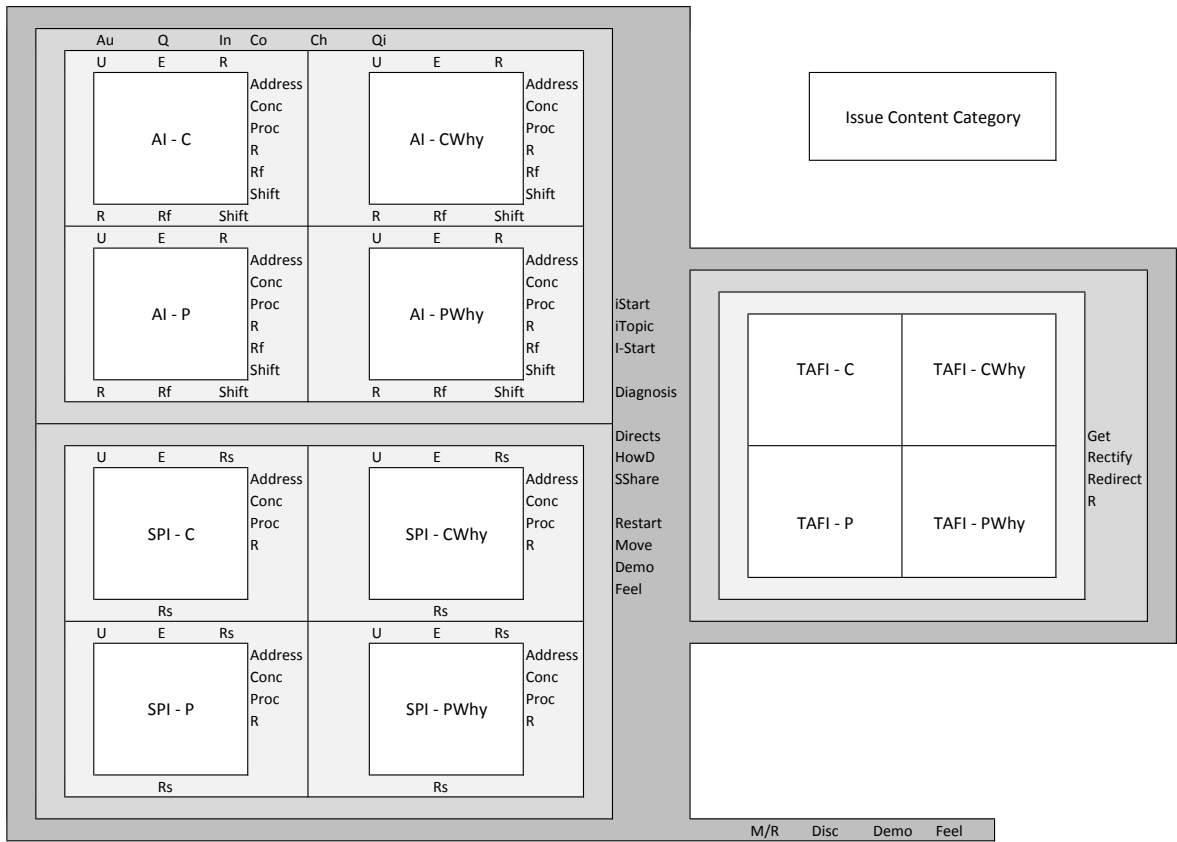 Au Q In Co Ch Qi
U E R U E R
Address Address
Conc Conc
AI - C Proc AI - CWhy Proc
R R
Rf Rf
Shift Shift
R Rf Shift R Rf Shift
Issue Content Category
U E R U E R
Address Address
Conc Conc
AI - P Proc AI - PWhy Proc
R R
Rf Rf
Shift Shift
R Rf Shift R Rf Shift
iStart
iTopic
I-Start
Diagnosis
Directs
HowD
SShare
Restart
Move
Demo
Feel
TAFI - C TAFI - CWhy
TAFI - P TAFI - PWhy
Get
Rectify
Redirect
R
U E Rs U E Rs
Address Address
Conc Conc
SPI - C Proc SPI - CWhy Proc
R R
Rs Rs
U E Rs U E Rs
Address Address
Conc Conc
SPI - P Proc SPI - PWhy Proc
R R
Rs Rs
M/R Disc Demo Feel